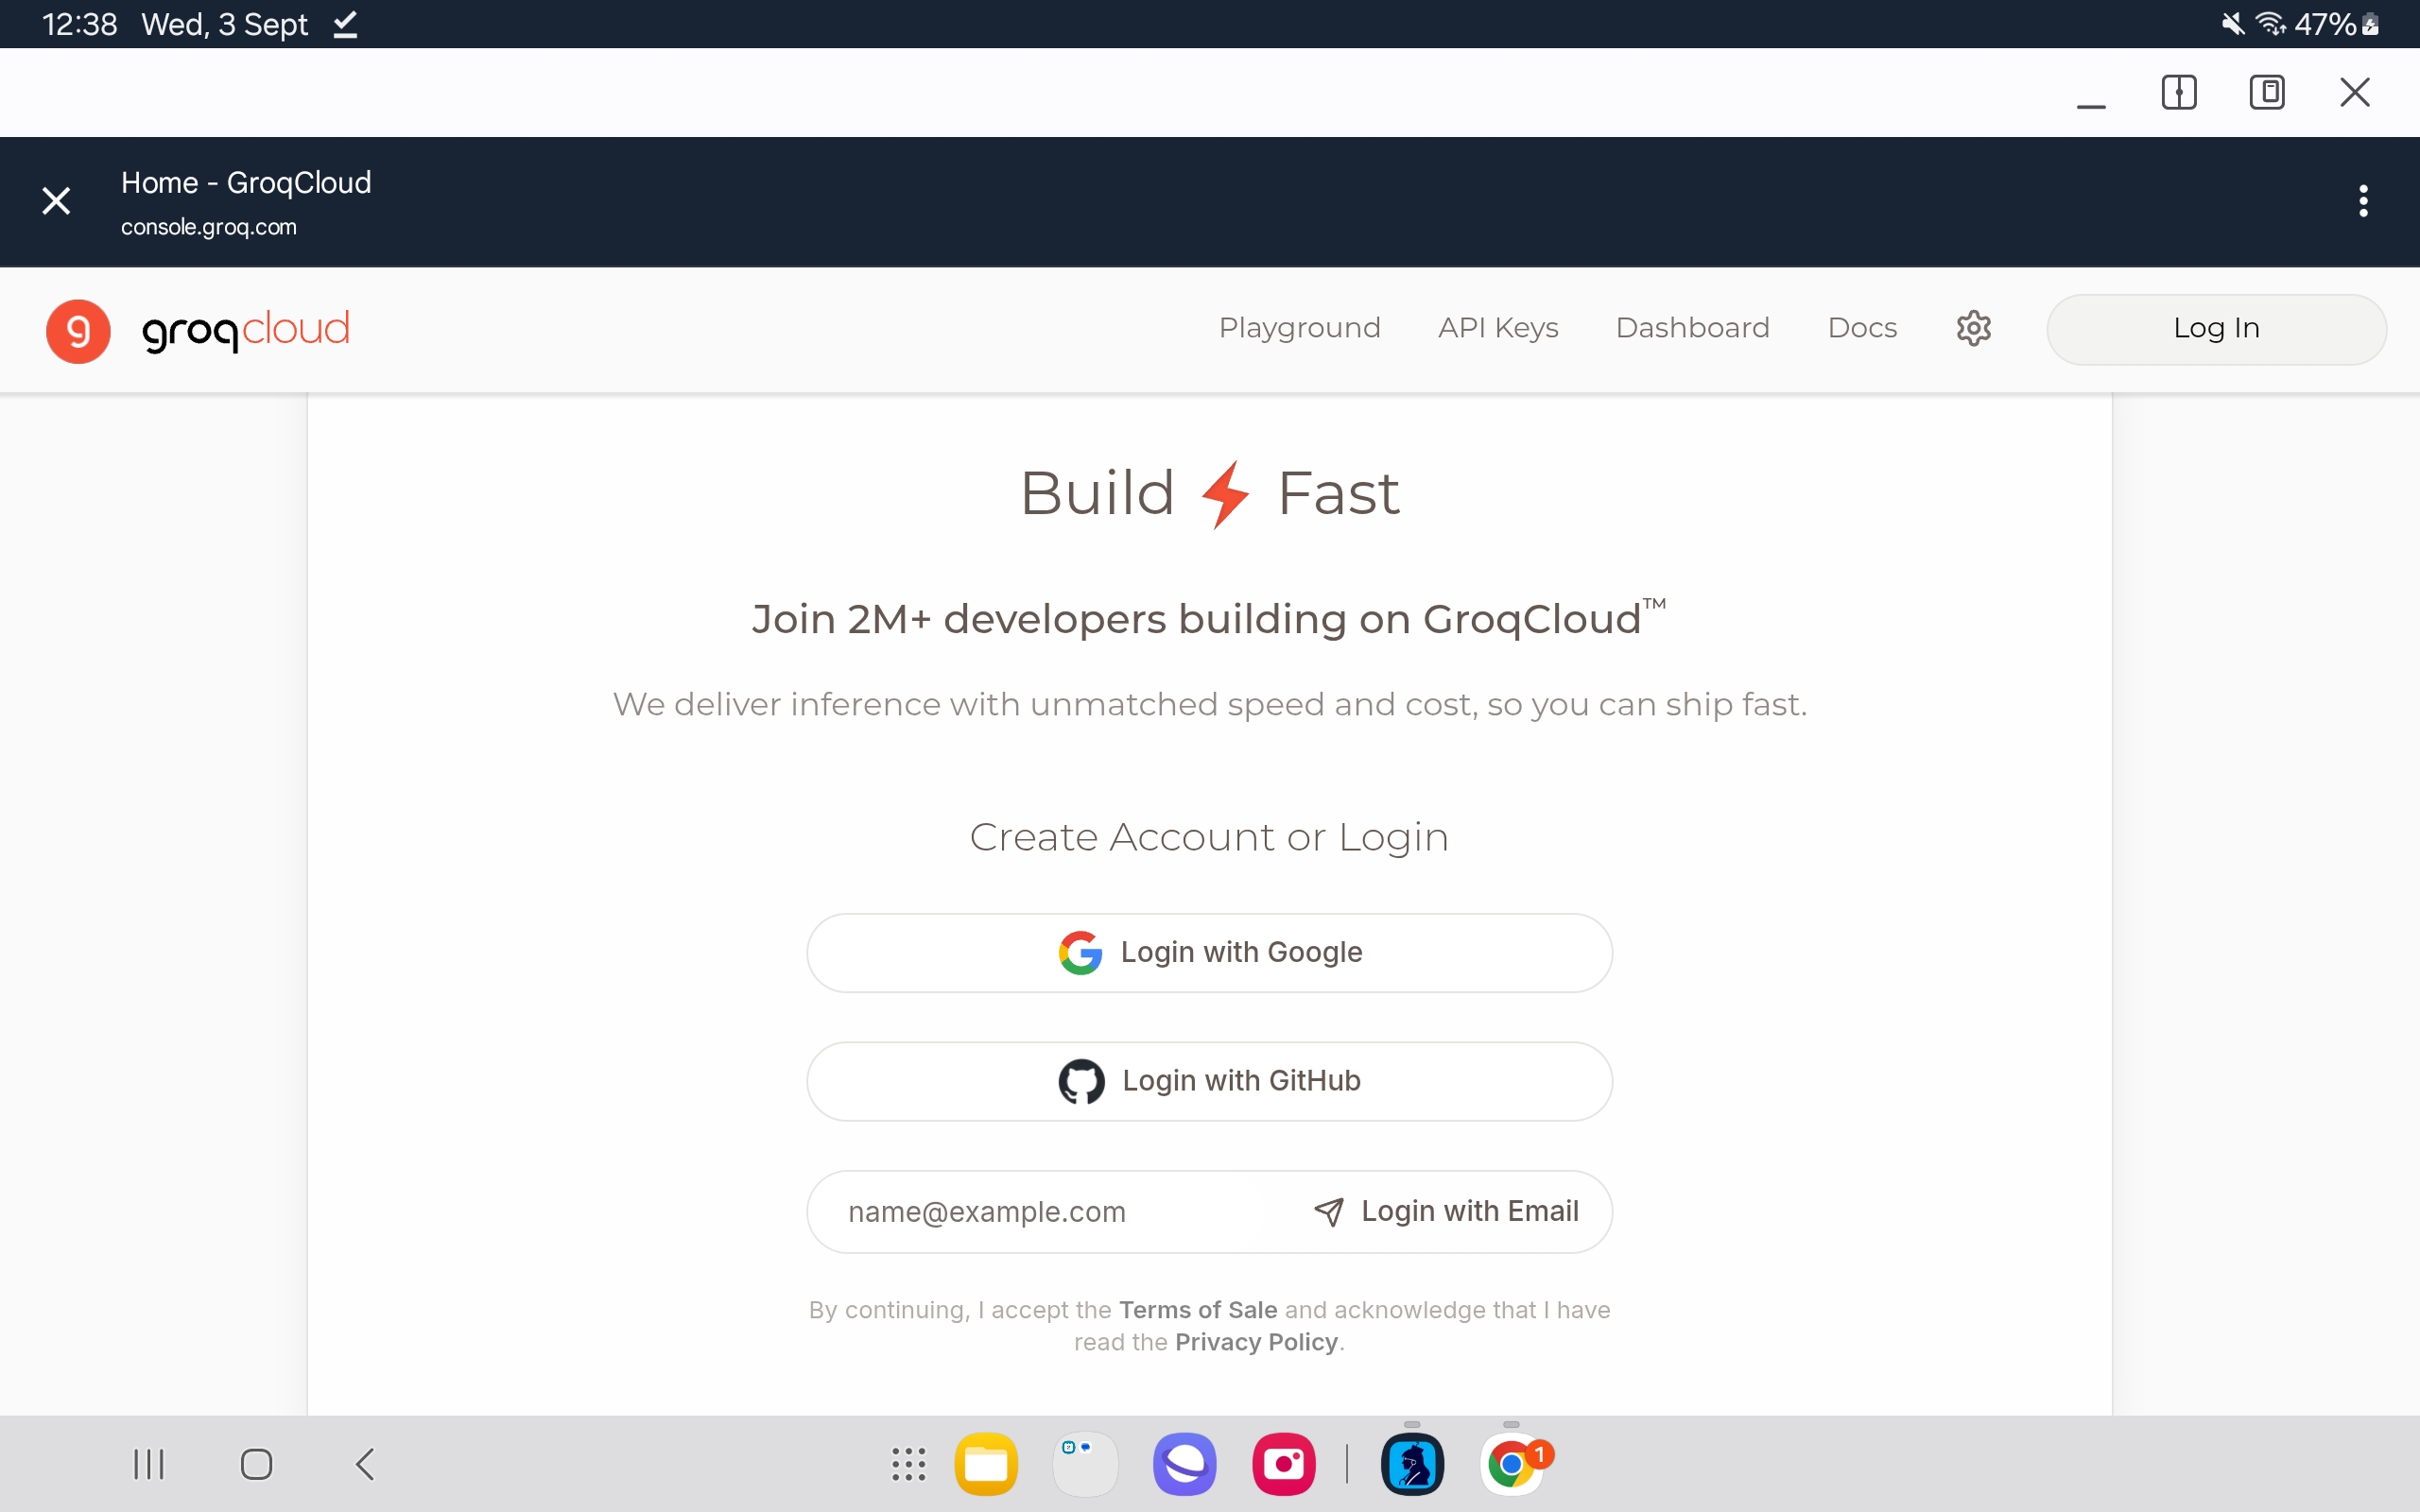 12:38 Wed, 3 Sept 47%
Home - GroqCloud
console.groq.com
g groqcloud Playground API Keys Dashboard Docs Log In
Build Fast
Join 2M+ developers building on GroqCloud™
We deliver inference with unmatched speed and cost, so you can ship fast.
Create Account or Login
Login with Google
Login with GitHub
name@example.com Login with Email
By continuing, I accept the Terms of Sale and acknowledge that I have
read the Privacy Policy.
1